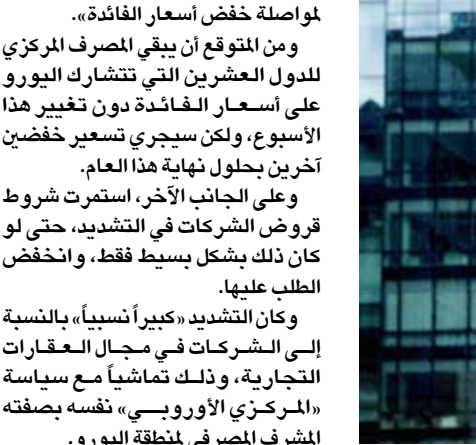 لمواصلة خفض أسعار الفائدة».
ومن المتوقع أن يبقي المصرف المركزي
للدول العشرين التي تتشارك اليورو
على أسعار الفائدة دون تغيير هذا
الأسبوع، ولكن سيجري تسعير خفضين
آخرين بحلول نهاية هذا العام.
وعلى الجانب الآخر، استمرت شروط
قروض الشركات في التشديد، حتى لو
كان ذلك بشكل بسيط فقط، وانخفض
الطلب عليها.
وكان التشديد «كبيراً نسبياً» بالنسبة
إلى الشركات في مجال العقارات
التجارية، وذلك تماشياً مع سياسة
«المركزي الأوروبي» نفسه بصفته
المشرف المصرفي لمنطقة اليورو.